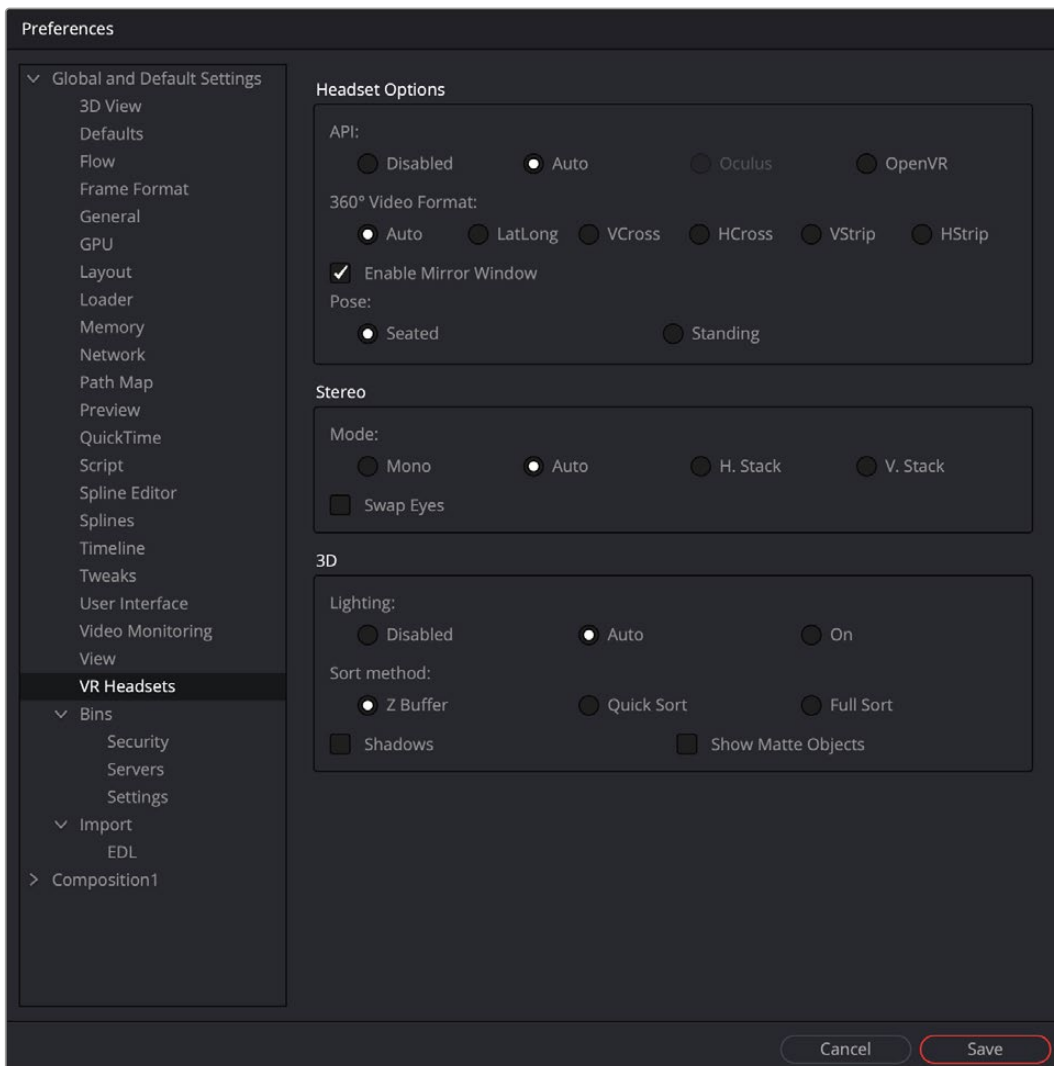 Preferences
Global and Default Settings
3D View
Defaults
Flow
Frame Format
General
GPU
Layout
Loader
Memory
Network
Path Map
Preview
QuickTime
Script
Spline Editor
Splines
Timeline
Tweaks
User Interface
Video Monitoring
View
VR Headsets
Bins
Security
Servers
Settings
Import
EDL
Composition1
Headset Options
API:
Disabled Auto Oculus OpenVR
360° Video Format:
Auto LatLong VCross HCross VStrip HStrip
Enable Mirror Window
Pose:
Seated Standing
Stereo
Mode:
Mono Auto H. Stack V. Stack
Swap Eyes
3D
Lighting:
Disabled Auto On
Sort method:
Z Buffer Quick Sort Full Sort
Shadows Show Matte Objects
Cancel Save